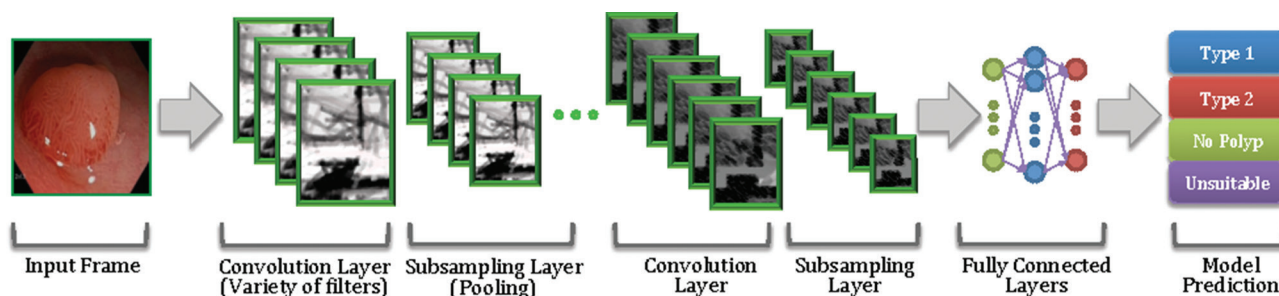 Type 1
Type 2
No Polyp
Unsuitable
Input Frame
Convolution Layer
(Variety of filters)
Subsampling Layer
(Pooling)
Convolution
Layer
Subsampling
Layer
Fully Connected
Layers
Model
Prediction